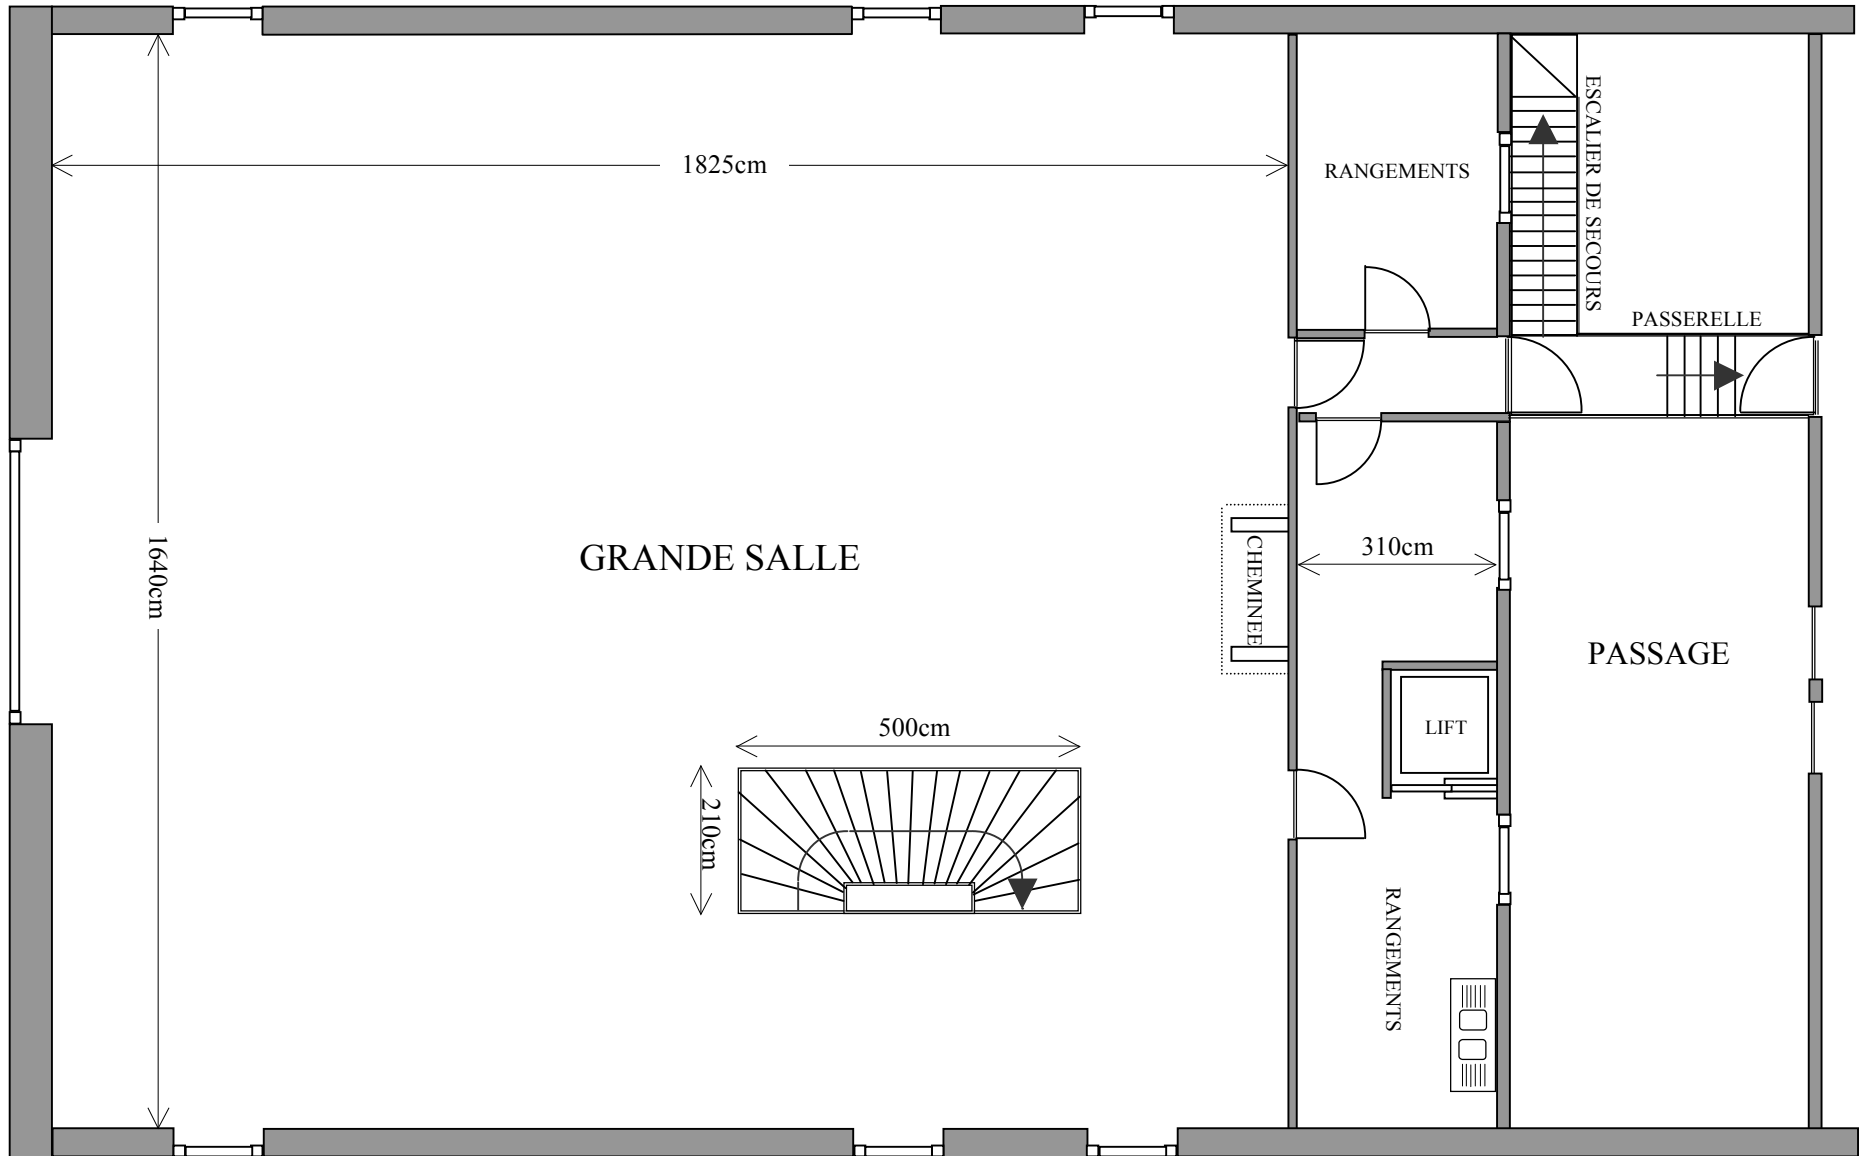 1825cm
RANGEMENTS
ESCALIER DE SECOURS
PASSERELLE
1640cm
GRANDE SALLE
CHEMINEE
310cm
PASSAGE
500cm
LIFT
210cm
RANGEMENTS